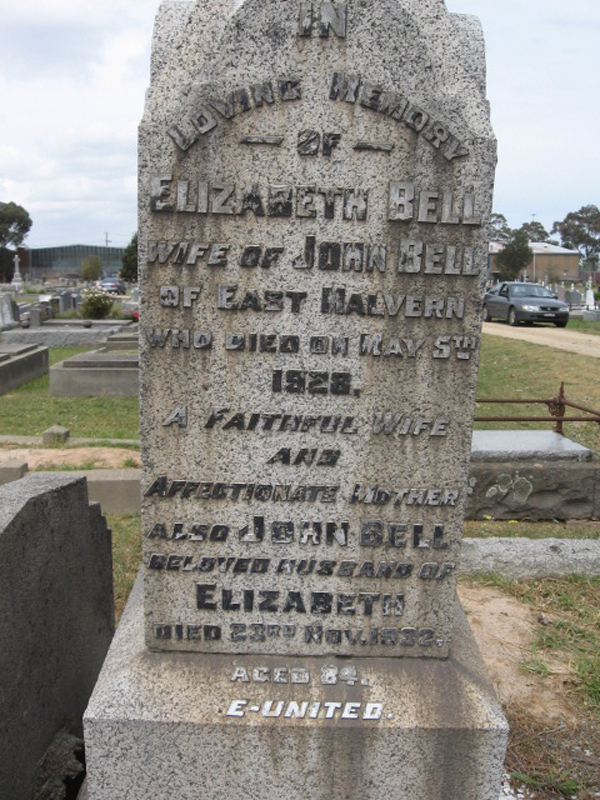 IN
LOVING MEMORY
— OF —
ELIZABETH BELL
WIFE OF JOHN BELL
OF EAST MALVERN
WHO DIED ON MAY 5TH
1928.
A FAITHFUL WIFE
AND
AFFECTIONATE MOTHER
ALSO JOHN BELL
BELOVED HUSBAND OF
ELIZABETH
DIED 23RD NOV. 1932.
AGED 84.
E-UNITED.